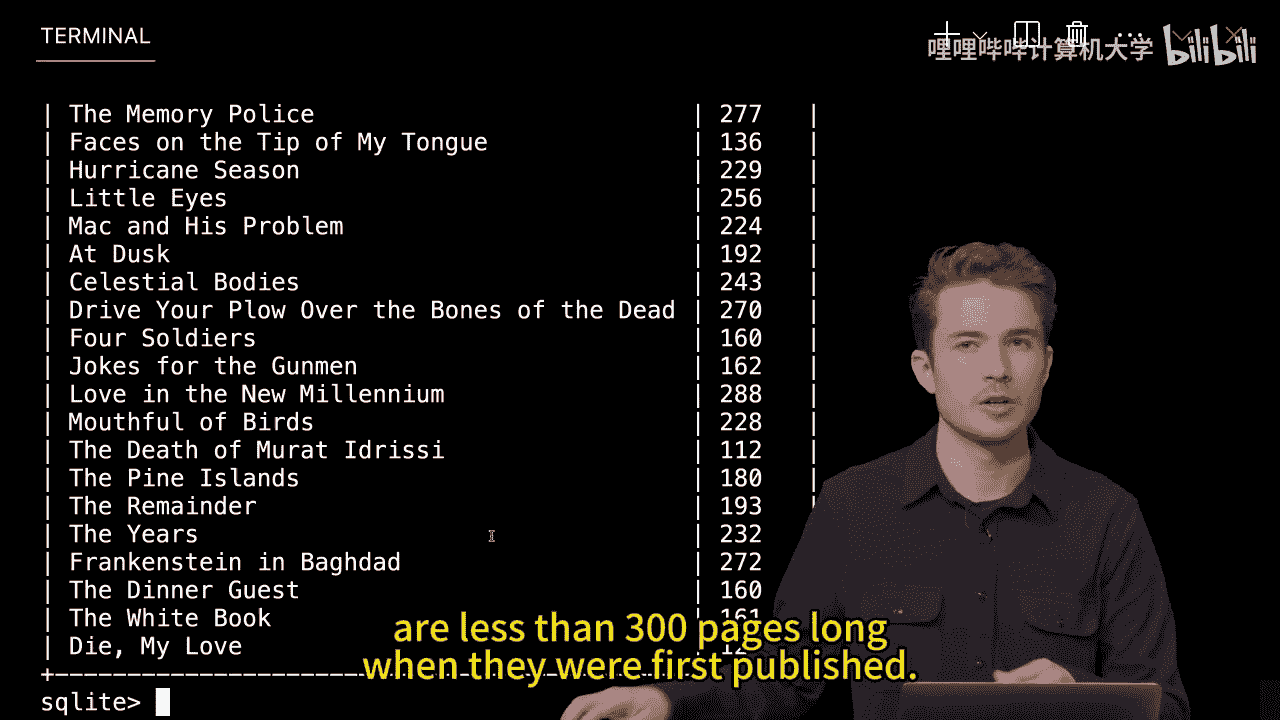 TERMINAL
哩哩哔哔计算机大学 bilibili
| The Memory Police | 277 |
| Faces on the Tip of My Tongue | 136 |
| Hurricane Season | 229 |
| Little Eyes | 256 |
| Mac and His Problem | 224 |
| At Dusk | 192 |
| Celestial Bodies | 243 |
| Drive Your Plow Over the Bones of the Dead | 270 |
| Four Soldiers | 160 |
| Jokes for the Gunmen | 162 |
| Love in the New Millennium | 288 |
| Mouthful of Birds | 228 |
| The Death of Murat Idrissi | 112 |
| The Pine Islands | 180 |
| The Remainder | 193 |
| The Years | 232 |
| Frankenstein in Baghdad | 272 |
| The Dinner Guest | 160
| The White Book | 161
| Die, My Love
are less than 300 pages long
when they were first published.
sqlite>